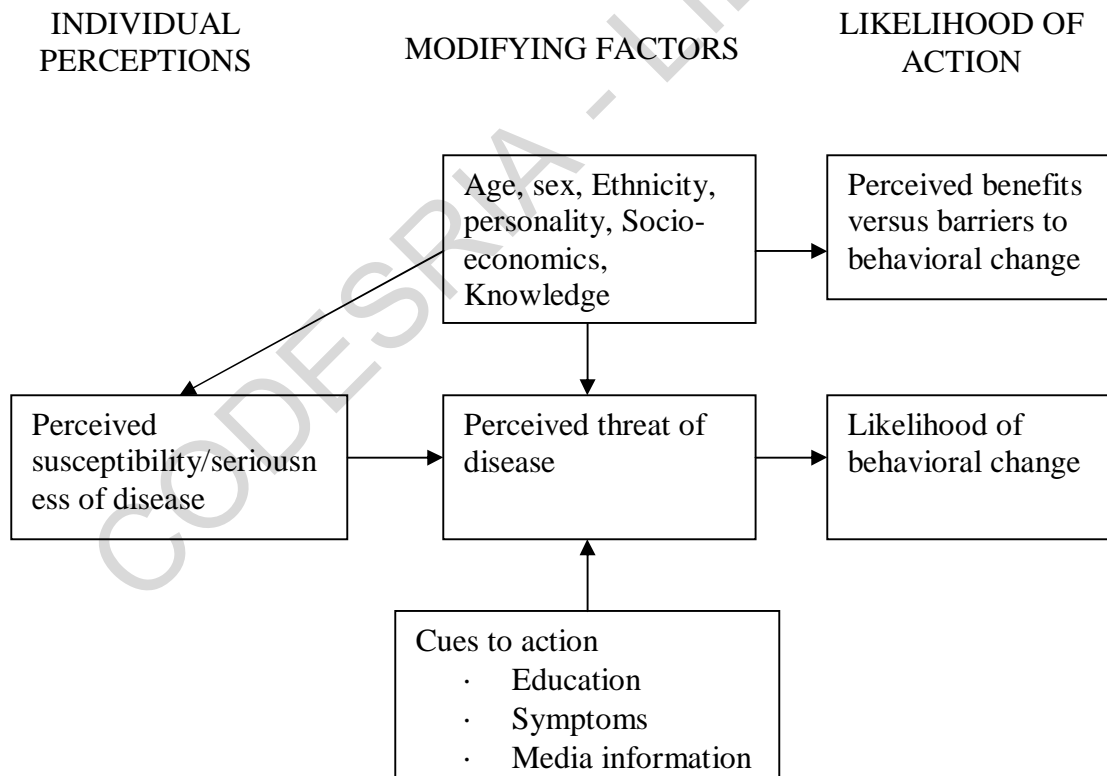 INDIVIDUAL
PERCEPTIONS
MODIFYING FACTORS
LIKELIHOOD OF
ACTION
Age, sex, Ethnicity,
personality, Socio-
economics,
Knowledge
Perceived benefits
versus barriers to
behavioral change
Perceived
susceptibility/seriousn
ess of disease
Perceived threat of
disease
Likelihood of
behavioral change
Cues to action
· Education
· Symptoms
· Media information
CODESRIA - LI